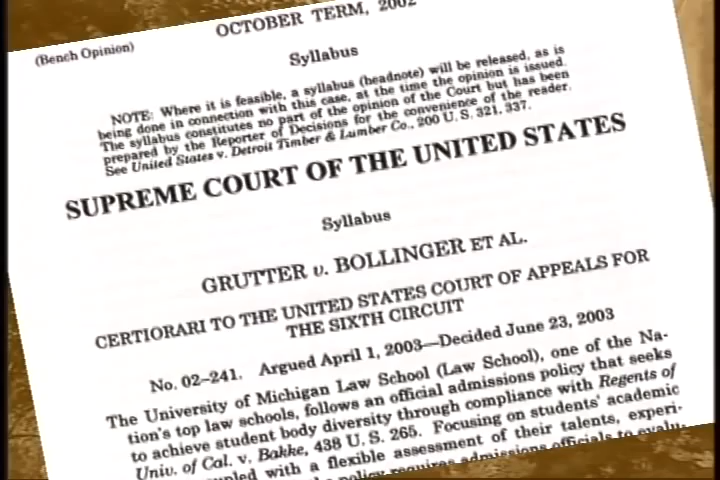 OCTOBER TERM, 2002
(Bench Opinion)
Syllabus
NOTE: Where it is feasible, a syllabus (headnote) will be released, as is
being done in connection with this case, at the time the opinion is issued.
The syllabus constitutes no part of the opinion of the Court but has been
prepared by the Reporter of Decisions for the convenience of the reader.
See United States v. Detroit Timber & Lumber Co., 200 U. S. 321, 337.
SUPREME COURT OF THE UNITED STATES
Syllabus
GRUTTER v. BOLLINGER ET AL.
CERTIORARI TO THE UNITED STATES COURT OF APPEALS FOR
THE SIXTH CIRCUIT
No. 02–241. Argued April 1, 2003—Decided June 23, 2003
The University of Michigan Law School (Law School), one of the Na-
tion's top law schools, follows an official admissions policy that seeks
to achieve student body diversity through compliance with Regents of
Univ. of Cal. v. Bakke, 438 U. S. 265. Focusing on students' academic
with a flexible assessment of their talents, experi-
policy requires admissions officials to evalu-